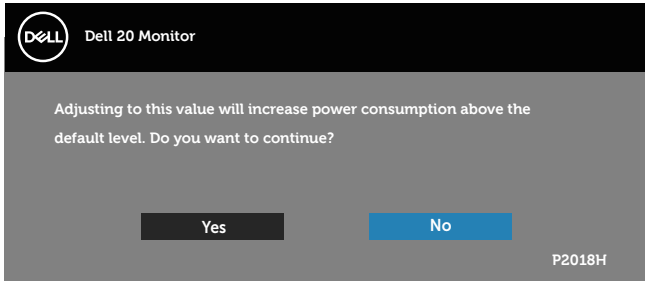 DELL
Dell 20 Monitor
Adjusting to this value will increase power consumption above the
default level. Do you want to continue?
Yes No
P2018H